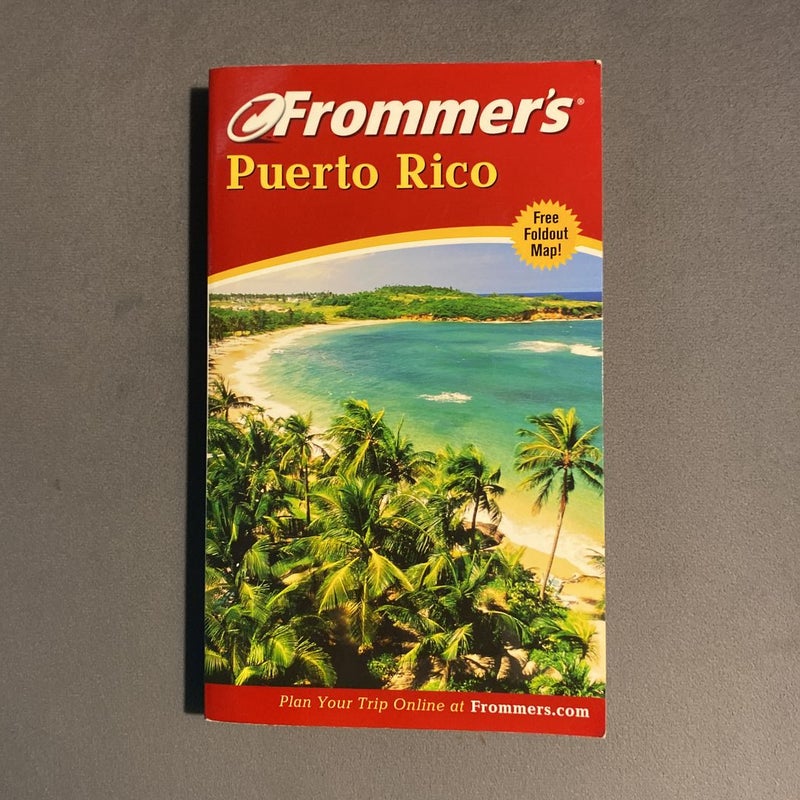 Frommer's®
Puerto Rico
Free
Foldout
Map!
Plan Your Trip Online at Frommers.com